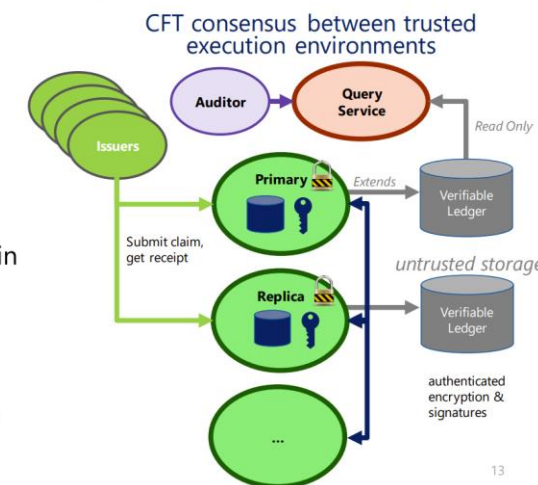 CFT consensus between trusted
execution environments
Auditor
Query
Service
Issuers
Read Only
Primary
Extends
Verifiable
Ledger
Submit claim,
get receipt
in
untrusted storage
Replica
Verifiable
Ledger
authenticated
encryption &
signatures
...
13